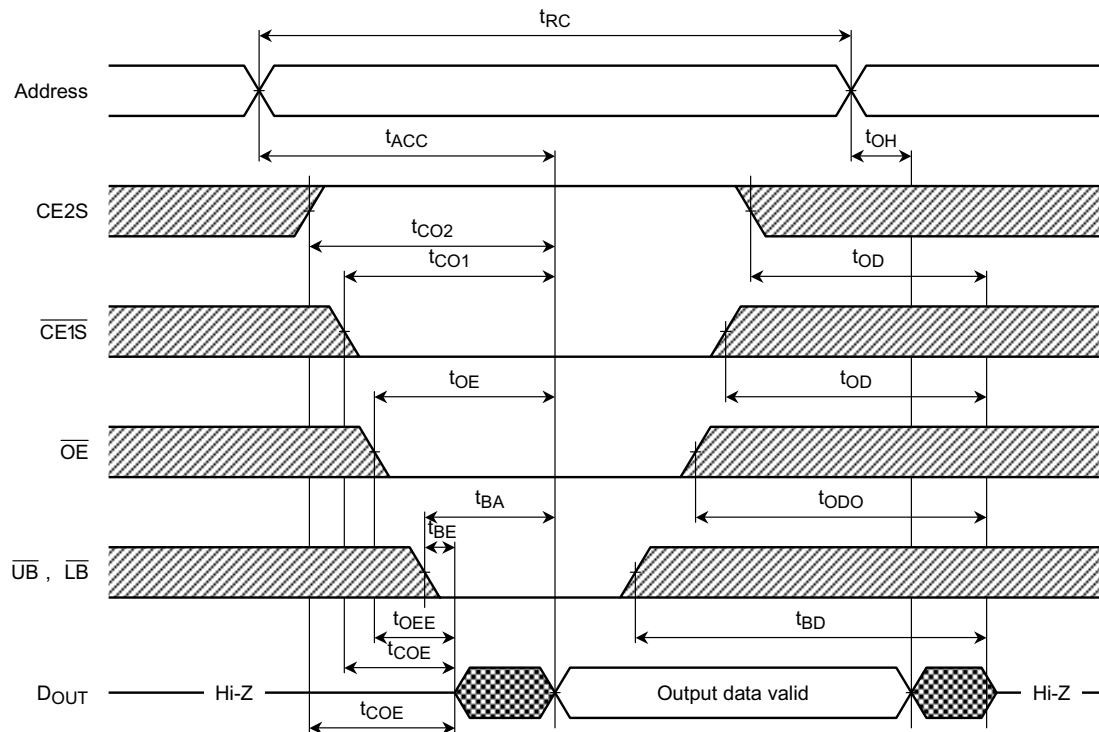 tRC
Address
tACC
tOH
CE2S
tCO2
tCO1
tOD
CE1S
tOE
tOD
OE
tBA
tODO
tBE
UB , LB
tOEE
tBD
tCOE
DOUT
Hi-Z
Output data valid
Hi-Z
tCOE